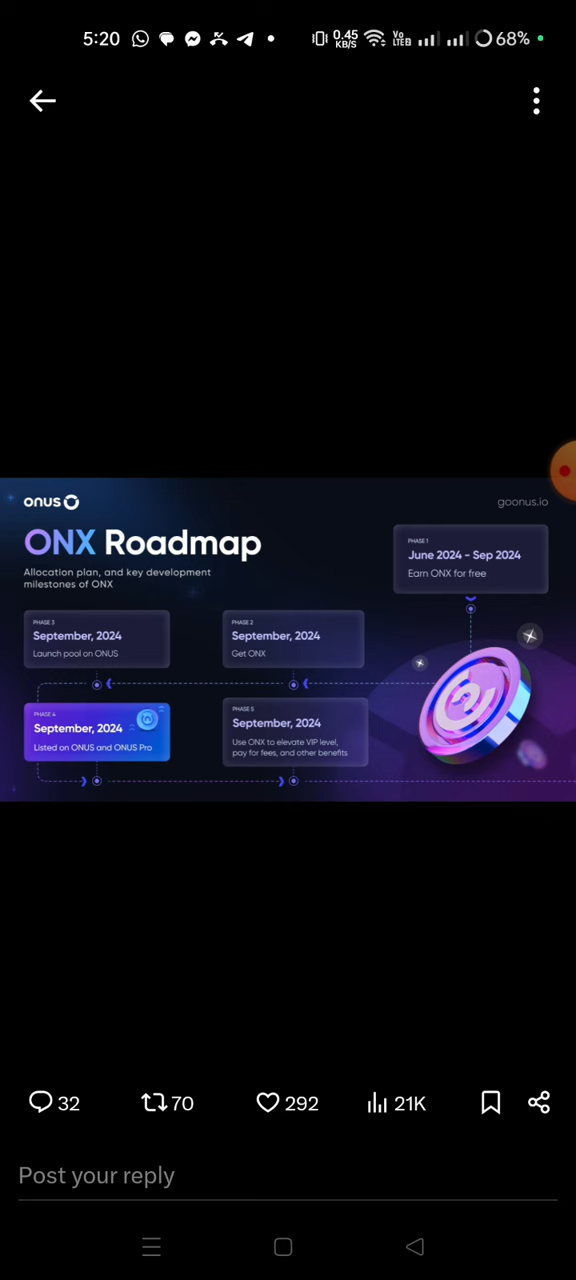 5:20
0.45
KB/S
Vo
LTE2
68%
onus
goonus.io
ONX Roadmap
Allocation plan, and key development
milestones of ONX
PHASE 1
June 2024 - Sep 2024
Earn ONX for free
PHASE 2
September, 2024
Get ONX
PHASE 3
September, 2024
Launch pool on ONUS
PHASE 4
September, 2024
Listed on ONUS and ONUS Pro
PHASE 5
September, 2024
Use ONX to elevate VIP level,
pay for fees, and other benefits
32
70
292
21K
Post your reply